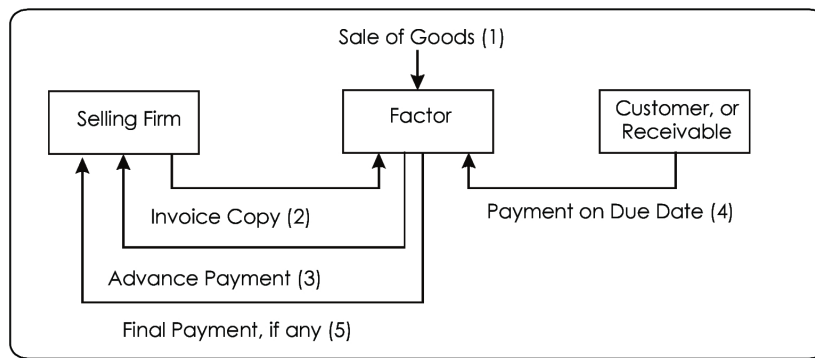 Sale of Goods (1)
Selling Firm
Factor
Customer, or
Receivable
Invoice Copy (2)
Payment on Due Date (4)
Advance Payment (3)
Final Payment, if any (5)